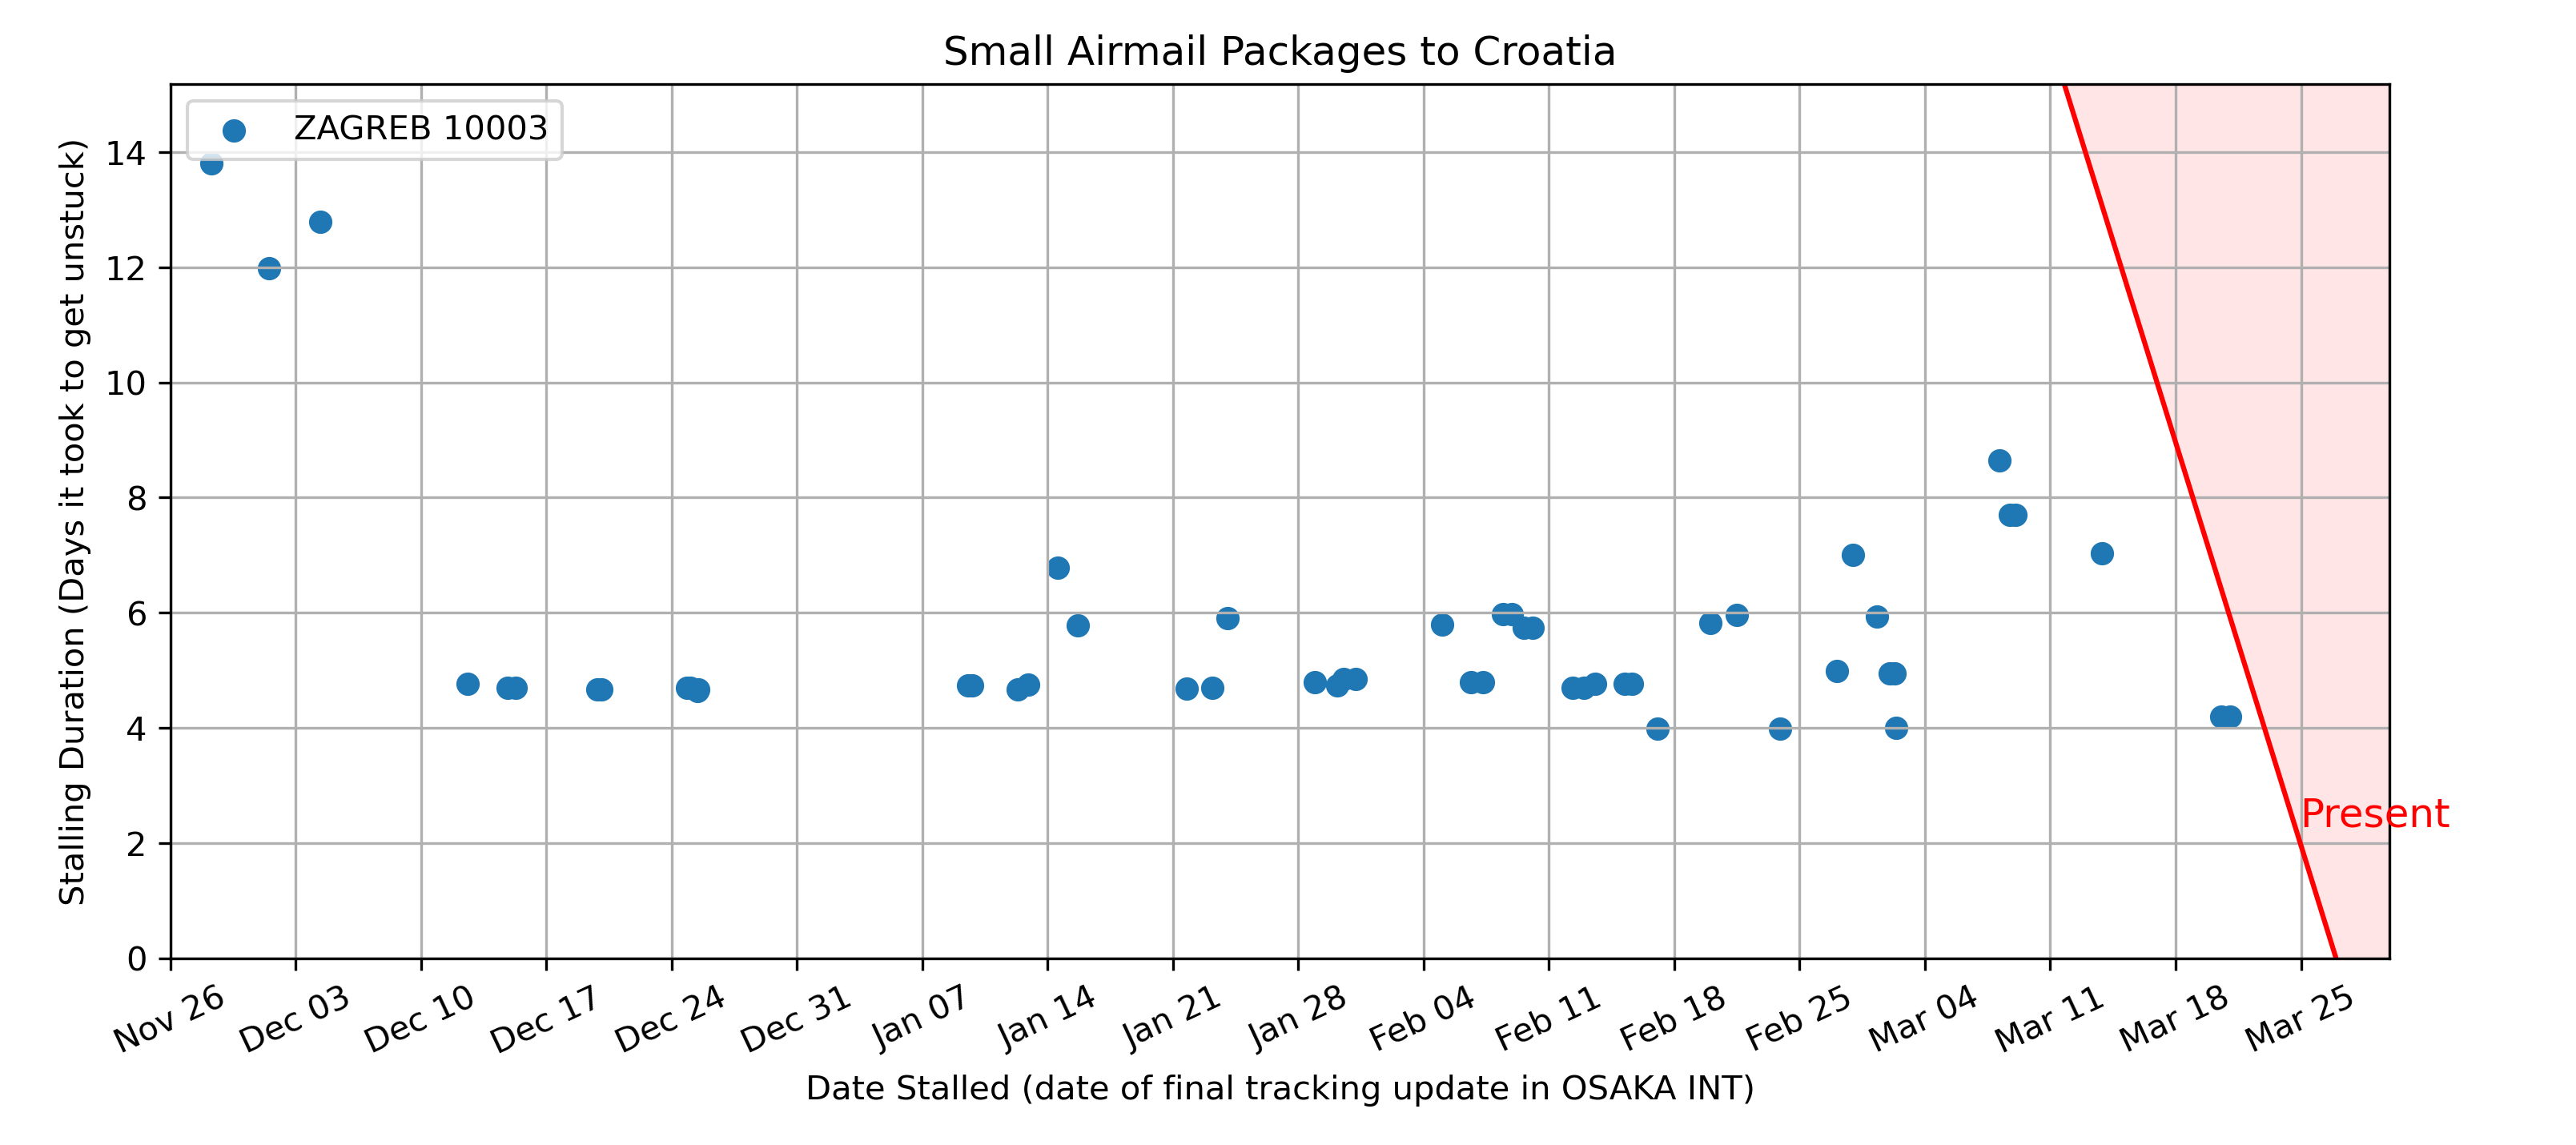 Small Airmail Packages to Croatia
ZAGREB 10003
Stalling Duration (Days it took to get unstuck)
14
12
10
8
6
4
2
0
Present
Nov 26 Dec 03 Dec 10 Dec 17 Dec 24 Dec 31 Jan 07 Jan 14 Jan 21 Jan 28 Feb 04 Feb 11 Feb 18 Feb 25 Mar 04 Mar 11 Mar 18 Mar 25
Date Stalled (date of final tracking update in OSAKA INT)